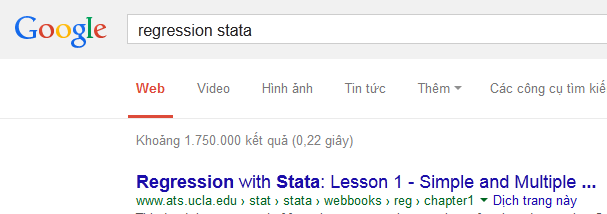 Google regression stata
Web Video Hình ảnh Tin tức Thêm Các công cụ tìm kiế
Khoảng 1.750.000 kết quả (0,22 giây)
Regression with Stata: Lesson 1 - Simple and Multiple ...
www.ats.ucla.edu › stat › stata › webbooks › reg › chapter1 Dịch trang này